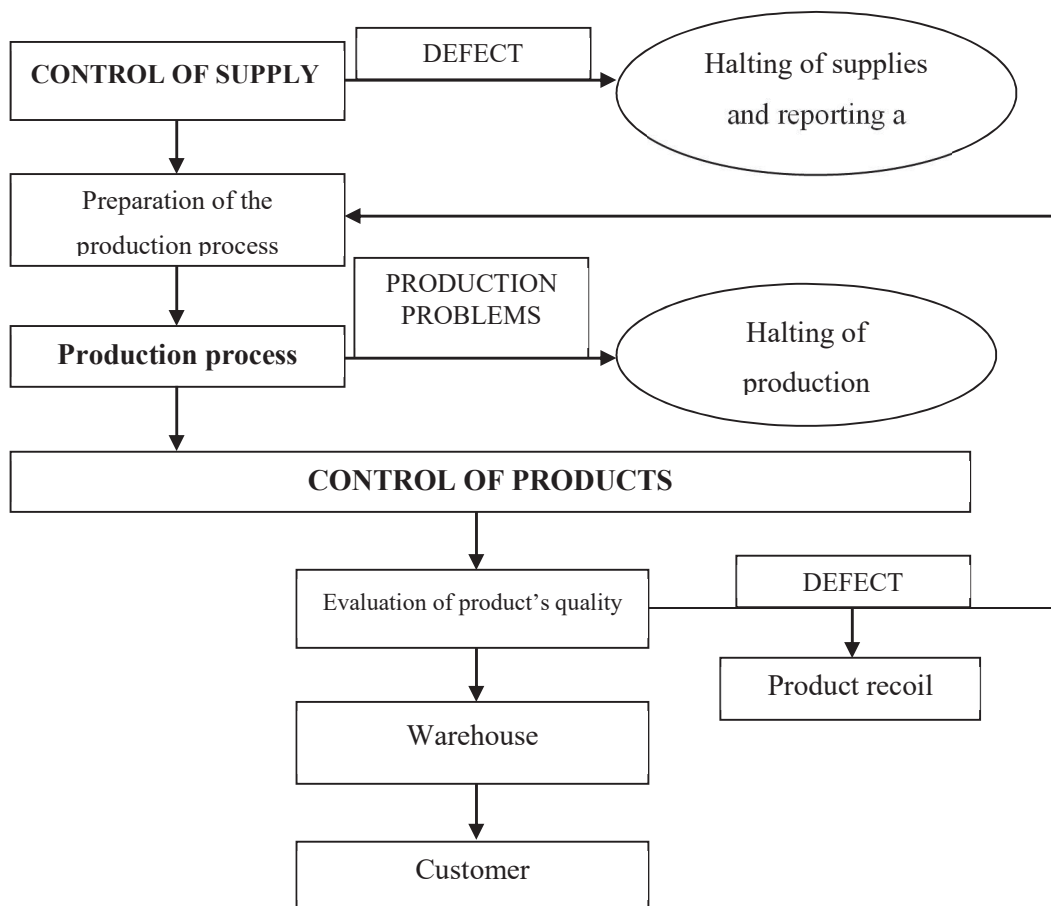 DEFECT
CONTROL OF SUPPLY
Halting of supplies
and reporting a
Preparation of the
production process
PRODUCTION
PROBLEMS
Production process
Halting of
production
CONTROL OF PRODUCTS
Evaluation of product’s quality
DEFECT
Product recoil
Warehouse
Customer